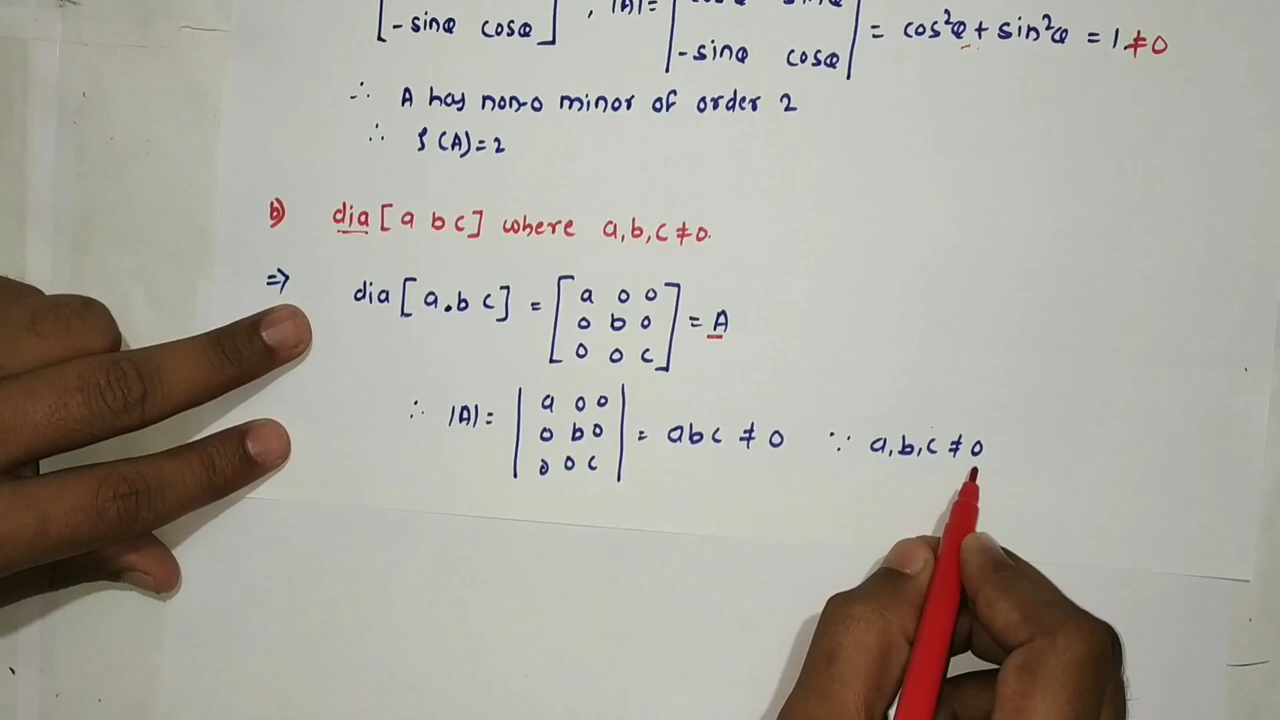 [-sinθ cosθ] , |A| = |-sinθ cosθ| = cos²θ + sin²θ = 1 ≠ 0
∴ A has non-0 minor of order 2
∴ ρ(A)=2
b) dia [a b c] where a,b,c ≠ 0.
⇒ dia [a.b c] = [a 0 0
0 b 0
0 0 c] = A
∴ |A| = |a 0 0
0 b 0
0 0 c| = abc ≠ 0 ∵ a,b,c ≠ 0